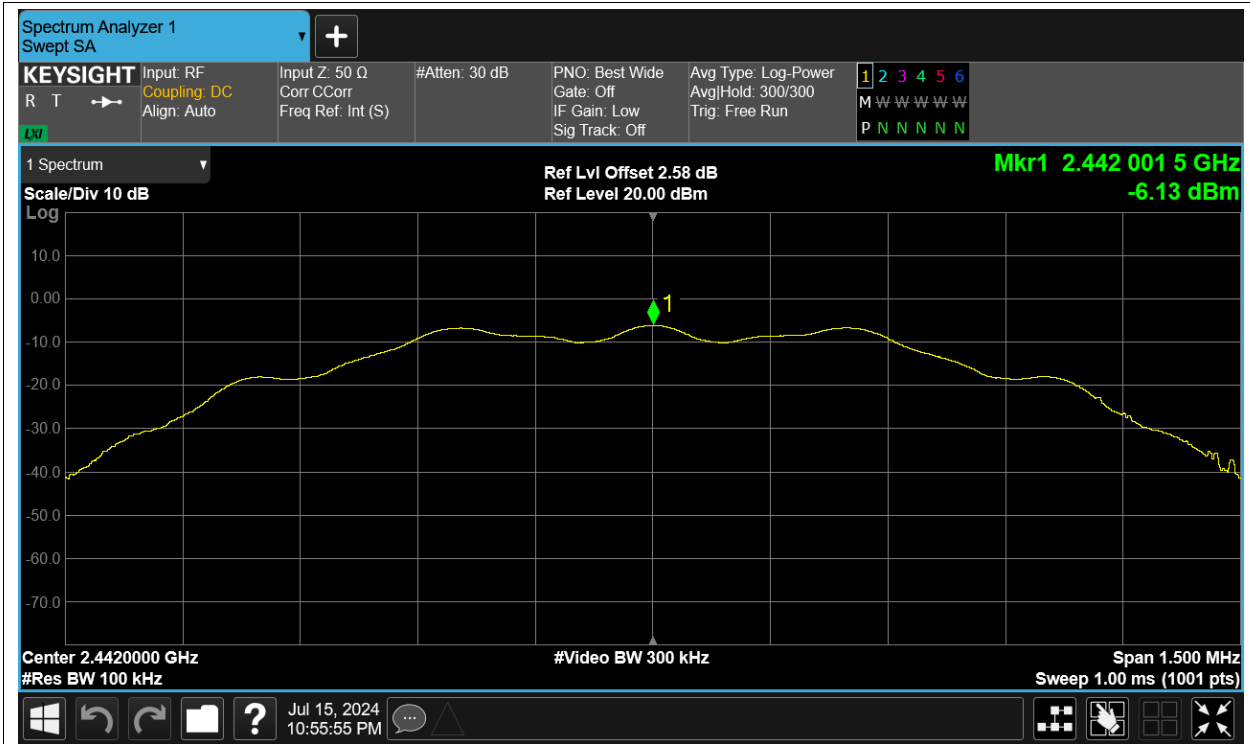 Spectrum Analyzer 1
Swept SA
+
KEYSIGHT
R T
LXI
Input: RF
Coupling: DC
Align: Auto
Input Z: 50 Ω
Corr CCorr
Freq Ref: Int (S)
#Atten: 30 dB
PNO: Best Wide
Gate: Off
IF Gain: Low
Sig Track: Off
Avg Type: Log-Power
Avg|Hold: 300/300
Trig: Free Run
1 2 3 4 5 6
M W W W W W
P N N N N N
1 Spectrum
Scale/Div 10 dB
Log
Ref Lvl Offset 2.58 dB
Ref Level 20.00 dBm
Mkr1 2.442 001 5 GHz
-6.13 dBm
10.0
0.00
1
-10.0
-20.0
-30.0
-40.0
-50.0
-60.0
-70.0
Center 2.4420000 GHz
#Res BW 100 kHz
#Video BW 300 kHz
Span 1.500 MHz
Sweep 1.00 ms (1001 pts)
?
Jul 15, 2024
10:55:55 PM